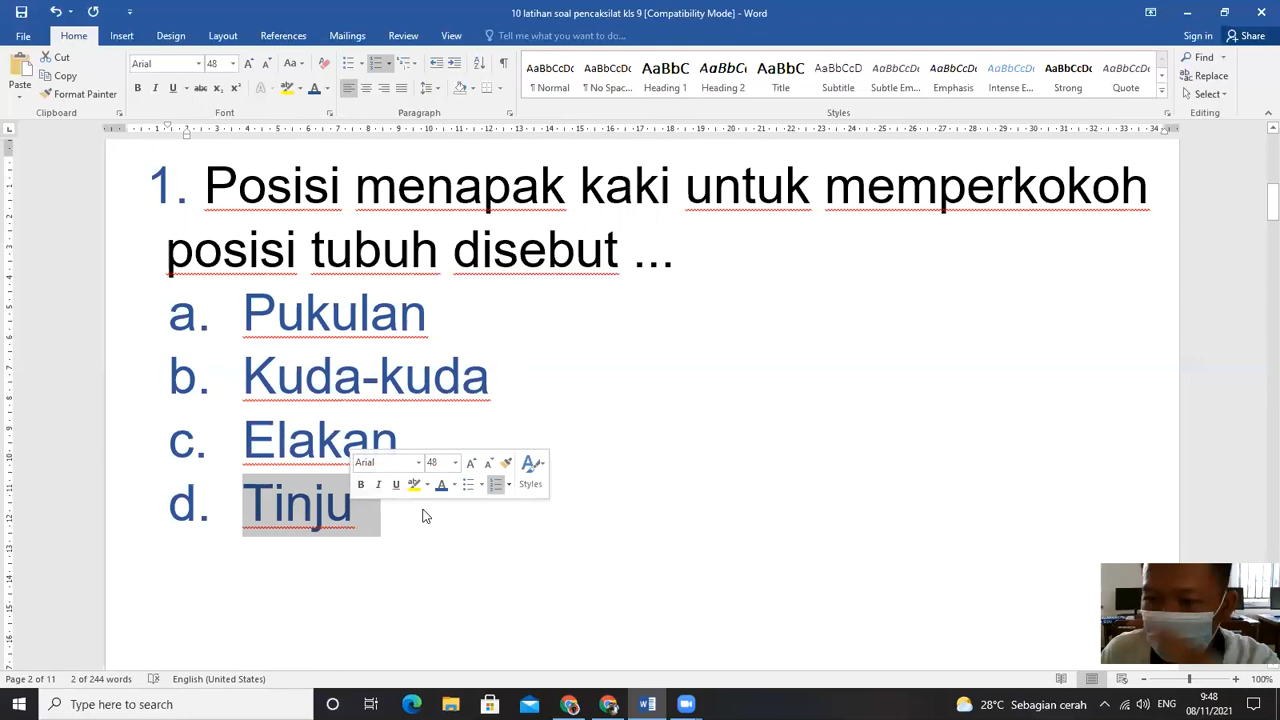 10 latihan soal pencaksilat kls 9 [Compatibility Mode] - Word
File Home Insert Design Layout References Mailings Review View Tell me what you want to do... Sign in Share
Paste Cut Copy Format Painter
Clipboard
Arial 48
Font
Paragraph
AaBbCcDc AaBbCcDc AaBbC AaBbCc AaBbC AaBbCcD AaBbCcDc AaBbCcDc AaBbCcDc AaBbCcDc AaBbCcDc
¶ Normal ¶ No Spac... Heading 1 Heading 2 Title Subtitle Subtle Em... Emphasis Intense E... Strong Quote
Styles
Find
Replace
Select
Editing
1. Posisi menapak kaki untuk memperkokoh
posisi tubuh disebut ...
a. Pukulan
b. Kuda-kuda
c. Elakan
d. Tinju
Arial 48
B I U Styles
Page 2 of 11 2 of 244 words English (United States) 100%
Type here to search
28°C Sebagian cerah ENG 9:48
08/11/2021